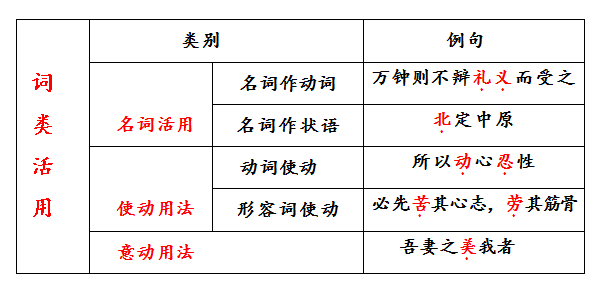 词类活用
类别 例句
名词活用 名词作动词 万钟则不辩礼义而受之
名词作状语 北定中原
使动用法 动词使动 所以动心忍性
形容词使动 必先苦其心志，劳其筋骨
意动用法 吾妻之美我者